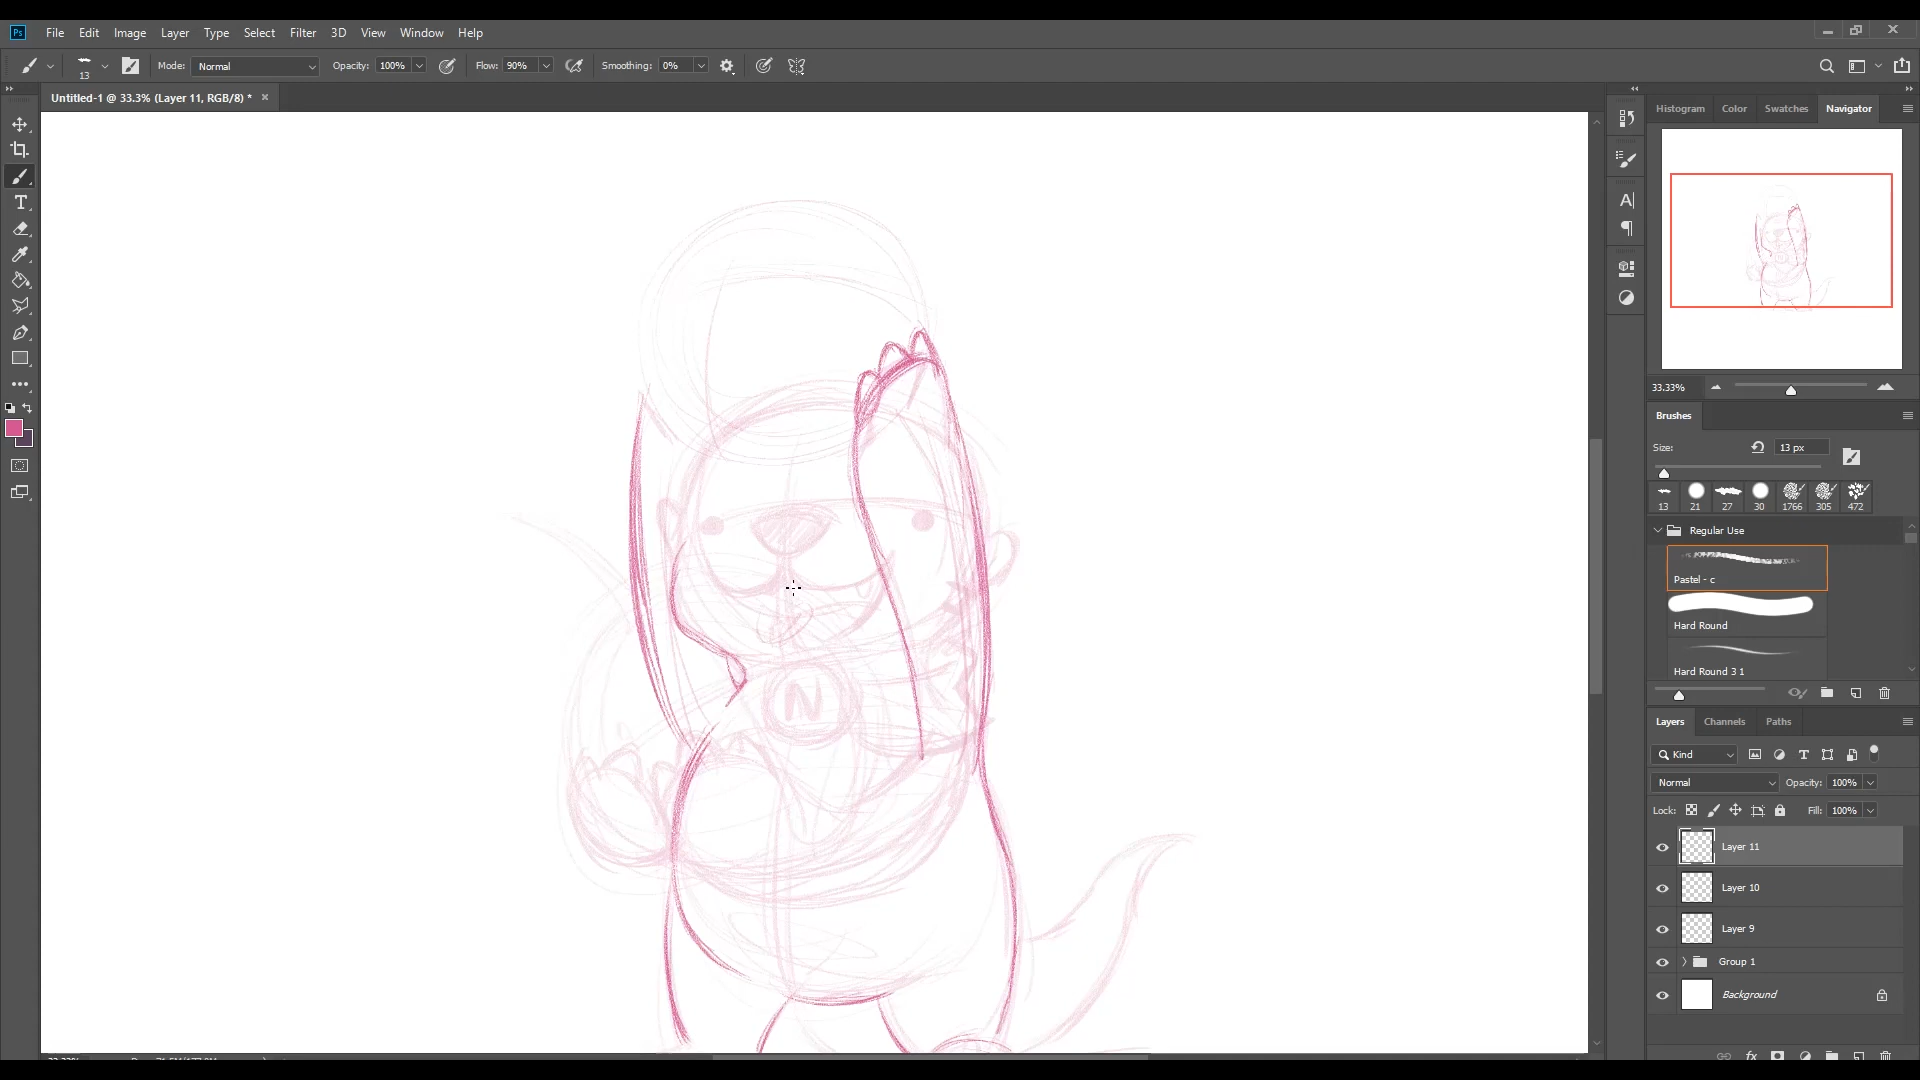 Ps File Edit Image Layer Type Select Filter 3D View Window Help
13 Mode: Normal Opacity: 100% Flow: 90% Smoothing: 0%
Untitled-1 @ 33.3% (Layer 11, RGB/8) *
Histogram Color Swatches Navigator
33.33%
Brushes
Size: 13 px
13 21 27 30 1766 305 472
Regular Use
Pastel - c
Hard Round
Hard Round 3 1
N
Layers Channels Paths
Kind
Normal Opacity: 100%
Lock: Fill: 100%
Layer 11
Layer 10
Layer 9
Group 1
Background